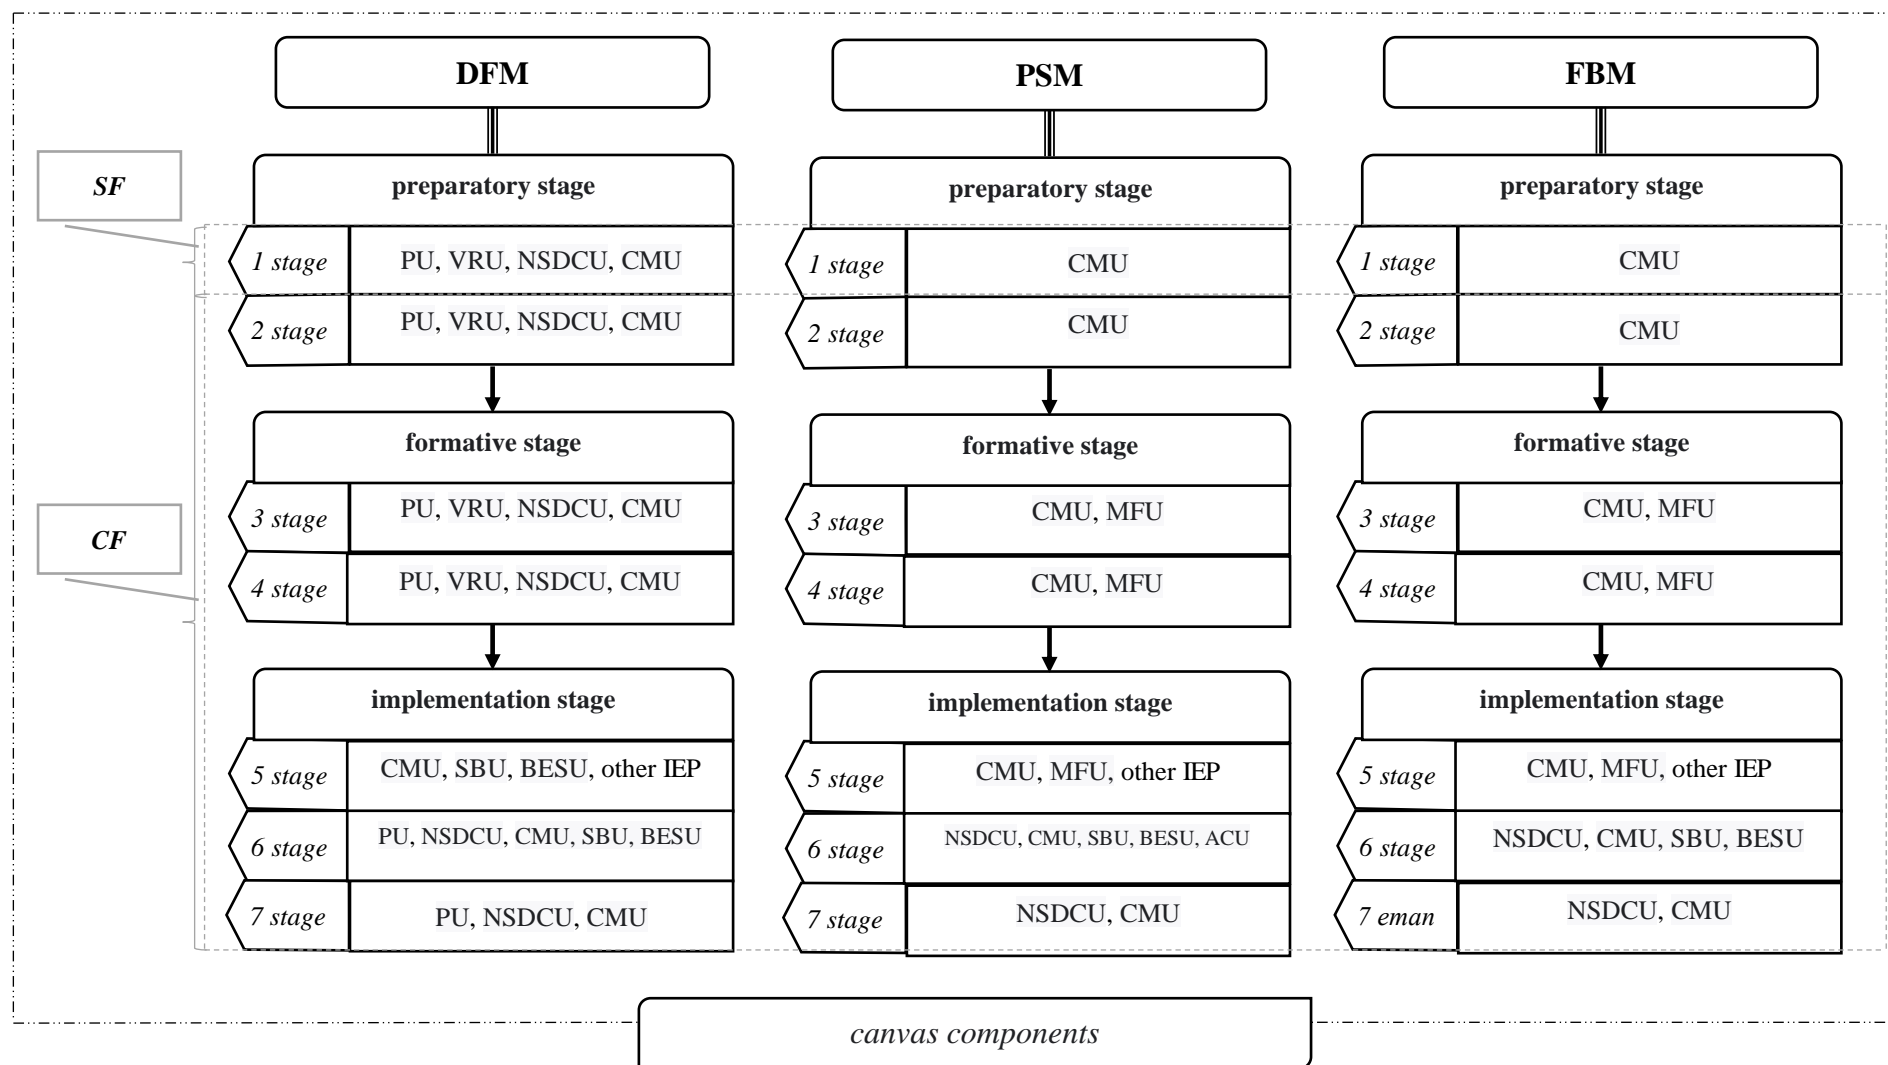 DFM
PSM
FBM
SF
preparatory stage
preparatory stage
preparatory stage
1 stage
PU, VRU, NSDCU, CMU
1 stage
CMU
1 stage
CMU
2 stage
PU, VRU, NSDCU, CMU
2 stage
CMU
2 stage
CMU
formative stage
formative stage
formative stage
CF
3 stage
PU, VRU, NSDCU, CMU
3 stage
CMU, MFU
3 stage
CMU, MFU
4 stage
PU, VRU, NSDCU, CMU
4 stage
CMU, MFU
4 stage
CMU, MFU
implementation stage
implementation stage
implementation stage
5 stage
CMU, SBU, BESU, other IEP
5 stage
CMU, MFU, other IEP
5 stage
CMU, MFU, other IEP
6 stage
PU, NSDCU, CMU, SBU, BESU
6 stage
NSDCU, CMU, SBU, BESU, ACU
6 stage
NSDCU, CMU, SBU, BESU
7 stage
PU, NSDCU, CMU
7 stage
NSDCU, CMU
7 eman
NSDCU, CMU
canvas components